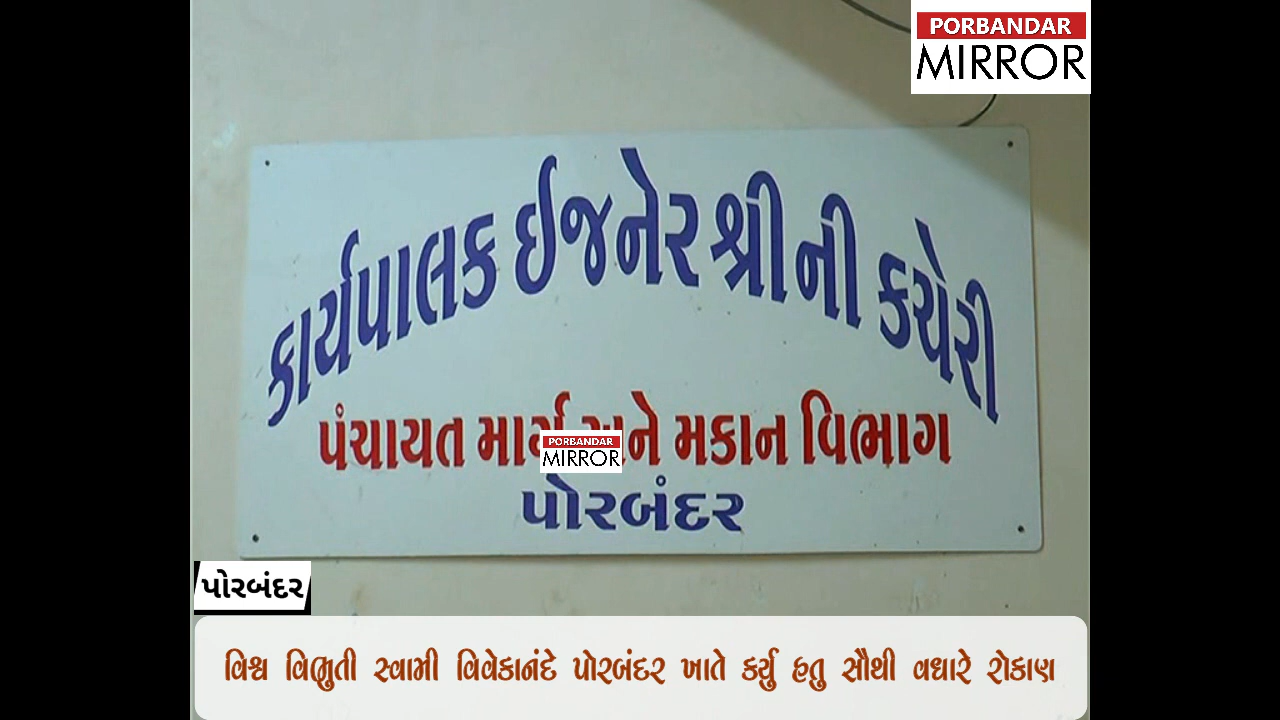 PORBANDAR
MIRROR
કાર્યપાલક ઈજનેર શ્રી ની કચેરી
પંચાયત માર્ગ અને મકાન વિભાગ
PORBANDAR
MIRROR
પોરબંદર
પોરબંદર
વિશ્વ વિભુતી સ્વામી વિવેકાનંદે પોરબંદર ખાતે કર્યુ હતુ સૌથી વધારે રોકાણ